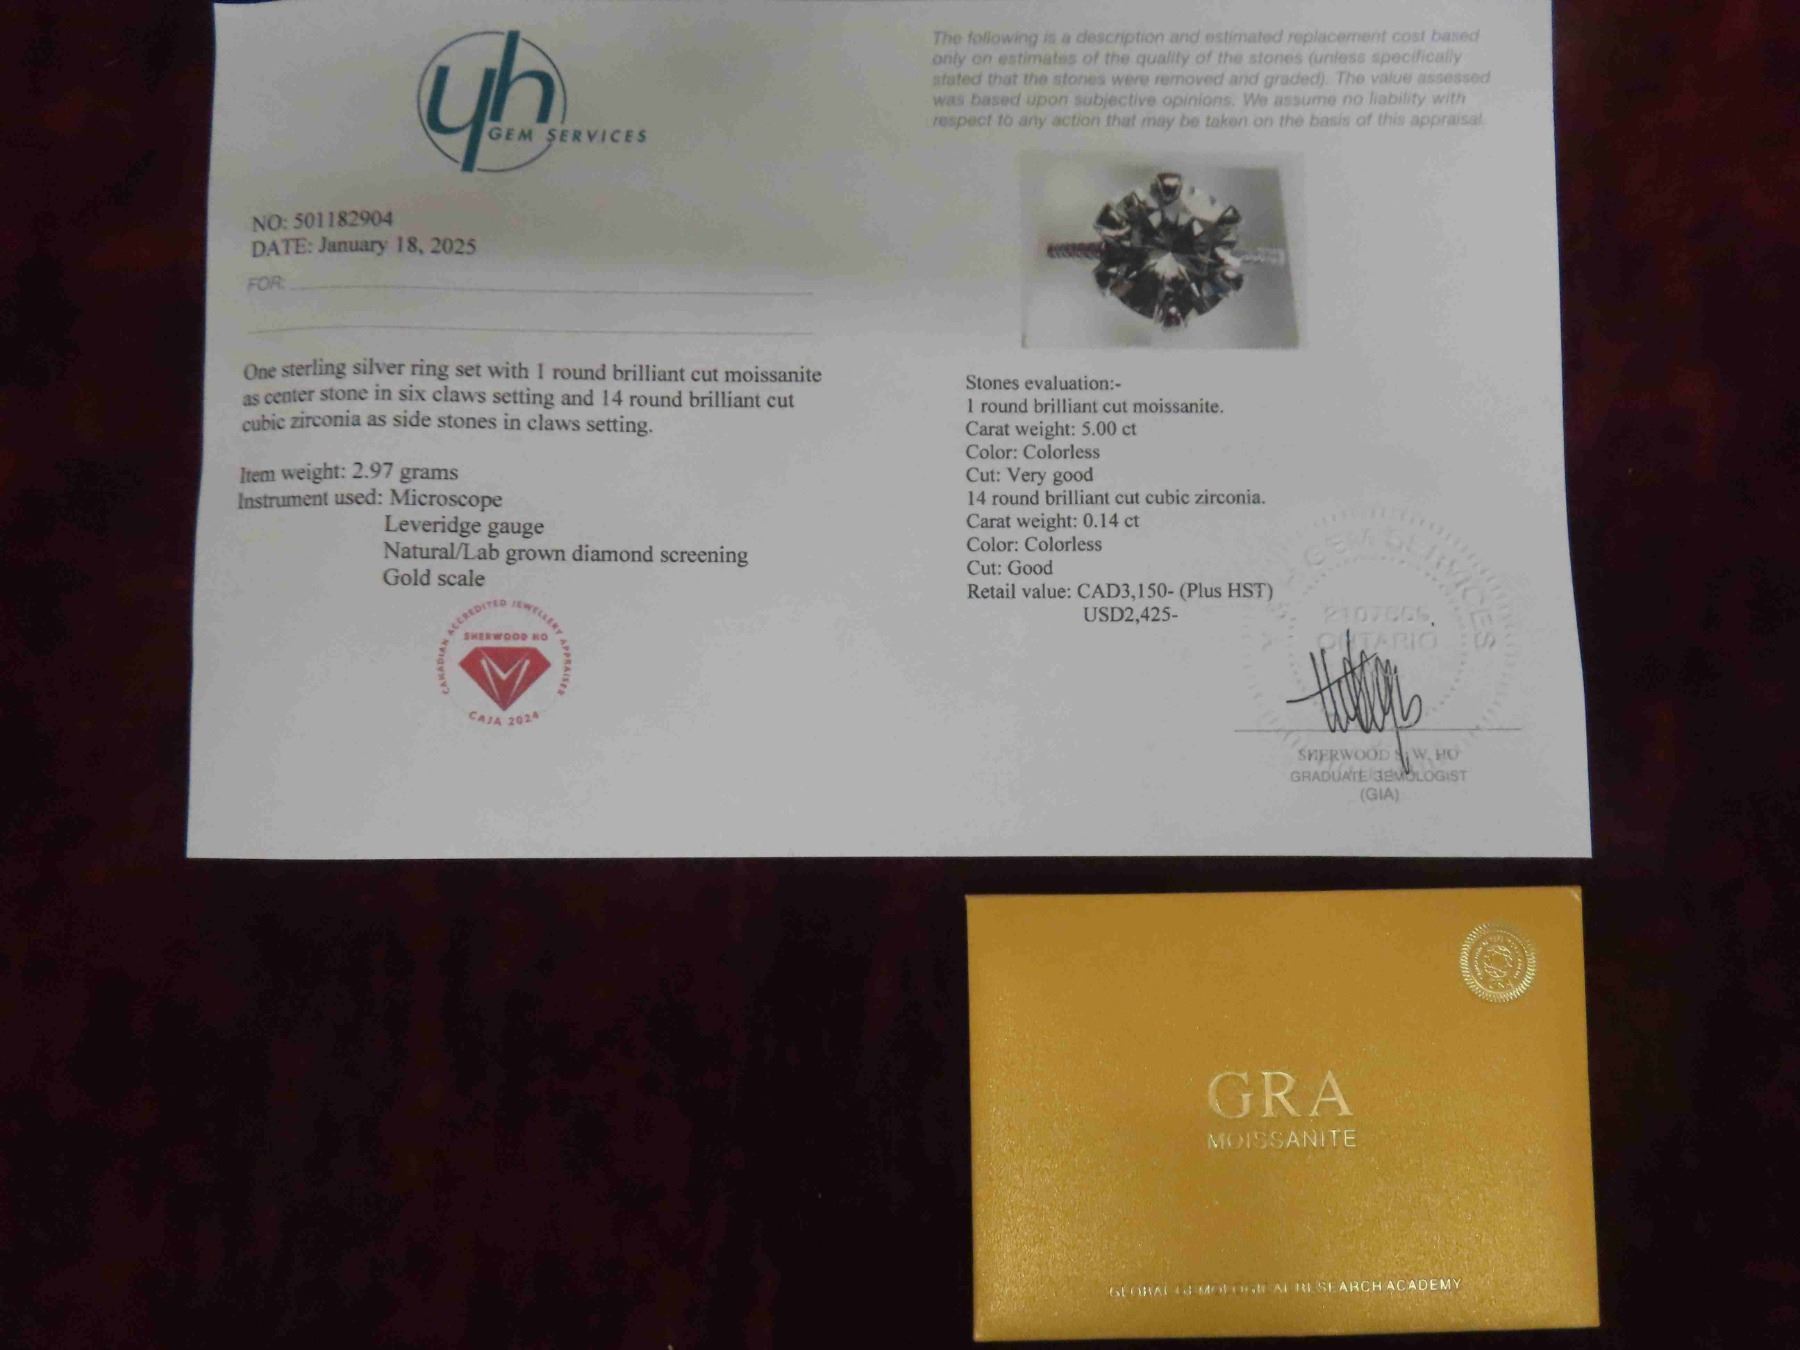 yh
GEM SERVICES
The following is a description and estimated replacement cost based
only on estimates of the quality of the stones (unless specifically
stated that the stones were removed and graded). The value assessed
was based upon subjective opinions. We assume no liability with
respect to any action that may be taken on the basis of this appraisal.
NO: 501182904
DATE: January 18, 2025
FOR:
One sterling silver ring set with 1 round brilliant cut moissanite
as center stone in six claws setting and 14 round brilliant cut
cubic zirconia as side stones in claws setting.
Item weight: 2.97 grams
Instrument used: Microscope
Leveridge gauge
Natural/Lab grown diamond screening
Gold scale
CANADIAN ACCREDITED JEWELLERY APPRAISER
SHERWOOD HO
CAJA 2024
Stones evaluation:-
1 round brilliant cut moissanite.
Carat weight: 5.00 ct
Color: Colorless
Cut: Very good
14 round brilliant cut cubic zirconia.
Carat weight: 0.14 ct
Color: Colorless
Cut: Good
Retail value: CAD3,150- (Plus HST)
USD2,425-
GEM SERVICES
ONTARIO
SHERWOOD S.W. HO
GRADUATE GEMOLOGIST
(GIA)
GRA
MOISSANITE
GLOBAL GEMOLOGICAL RESEARCH ACADEMY